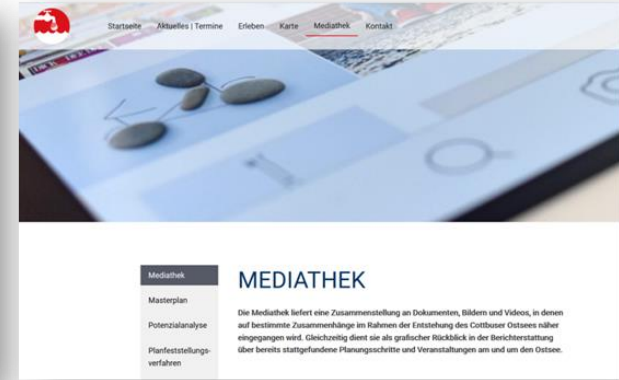 Startseite Aktuelles | Termine Erleben Karte Mediathek Kontakt
Mediathek
Masterplan
Potenzialanalyse
Planfeststellungs-
verfahren
MEDIATHEK
Die Mediathek liefert eine Zusammenstellung an Dokumenten, Bildern und Videos, in denen
auf bestimmte Zusammenhänge im Rahmen der Entstehung des Cottbuser Ostsees näher
eingegangen wird. Gleichzeitig dient sie als grafischer Rückblick in der Berichterstattung
über bereits stattgefundene Planungsschritte und Veranstaltungen am und um den Ostsee.